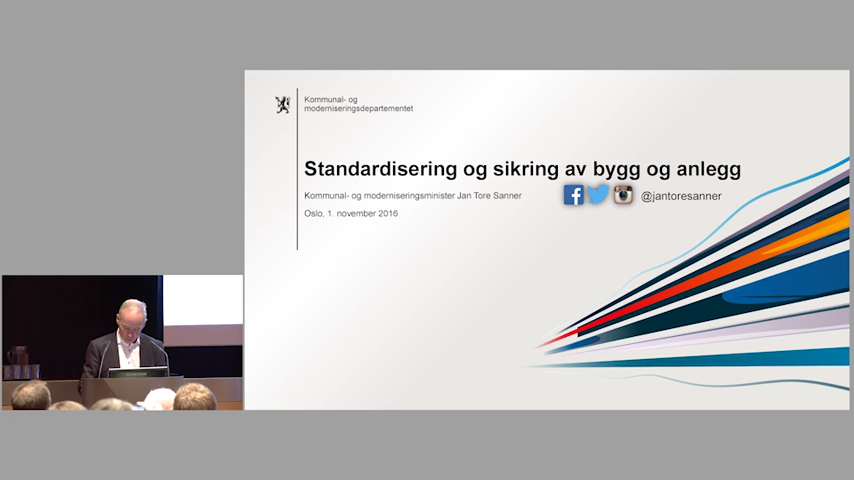 Kommunal- og
moderniseringsdepartementet
Standardisering og sikring av bygg og anlegg
Kommunal- og moderniseringsminister Jan Tore Sanner
@jantoresanner
Oslo, 1. november 2016